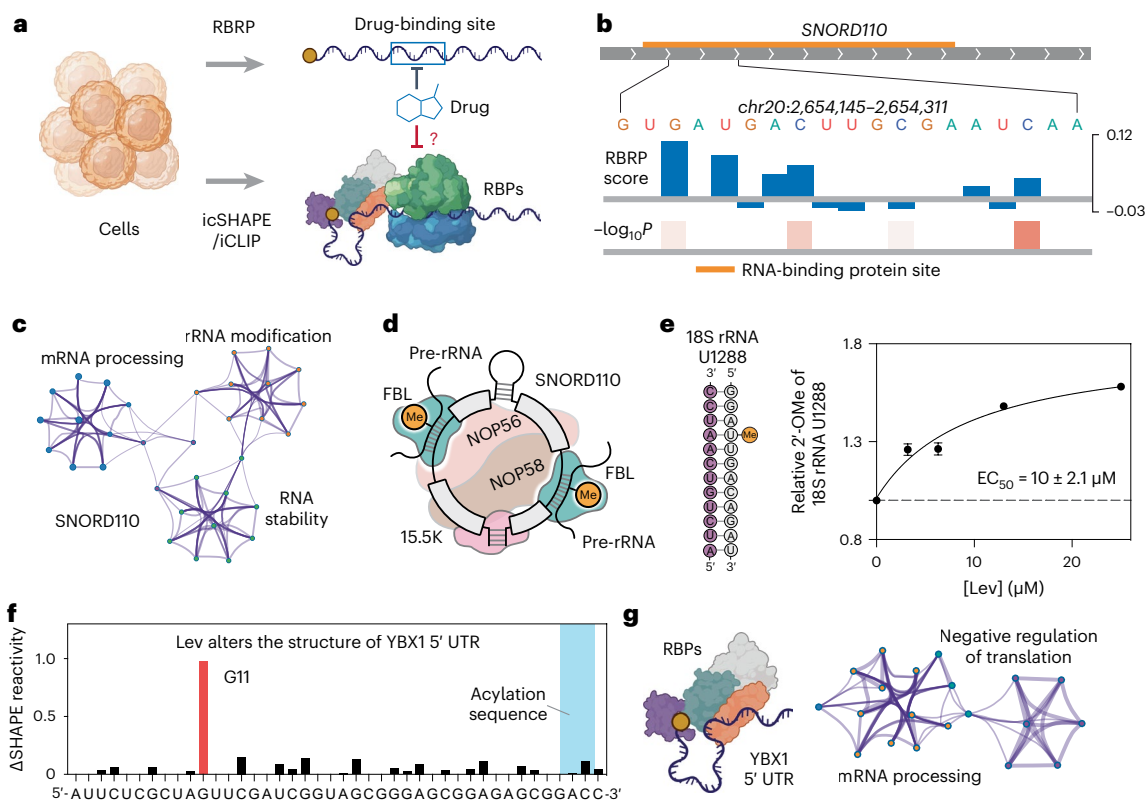 a
RBRP
Drug-binding site
Drug
?
Cells
icSHAPE
/iCLIP
RBPs
b
SNORD110
chr20:2,654,145–2,654,311
G U G A U G A C U U G C G A A U C A A
0.12
RBRP
score
−0.03
−log10P
RNA-binding protein site
c
rRNA modification
mRNA processing
SNORD110
RNA
stability
d
Pre-rRNA
SNORD110
FBL
Me
NOP56
NOP58
FBL
Me
15.5K
Pre-rRNA
e
18S rRNA
U1288
3′ 5′
C G
C G
U A
A U Me
A U
C G
U A
G C
U A
C G
U A
A U
5′ 3′
Relative 2′-OMe of
18S rRNA U1288
1.8
1.3
0.8
EC50 = 10 ± 2.1 µM
0 10 20
[Lev] (µM)
f
Lev alters the structure of YBX1 5′ UTR
ΔSHAPE reactivity
1.0
0.5
0
G11
Acylation
sequence
5′-AUUCUCGCUAGUUCGAUCGGUAGCGGGAGCGGAGAGCGGACC-3′
g
RBPs
YBX1
5′ UTR
Negative regulation
of translation
mRNA processing